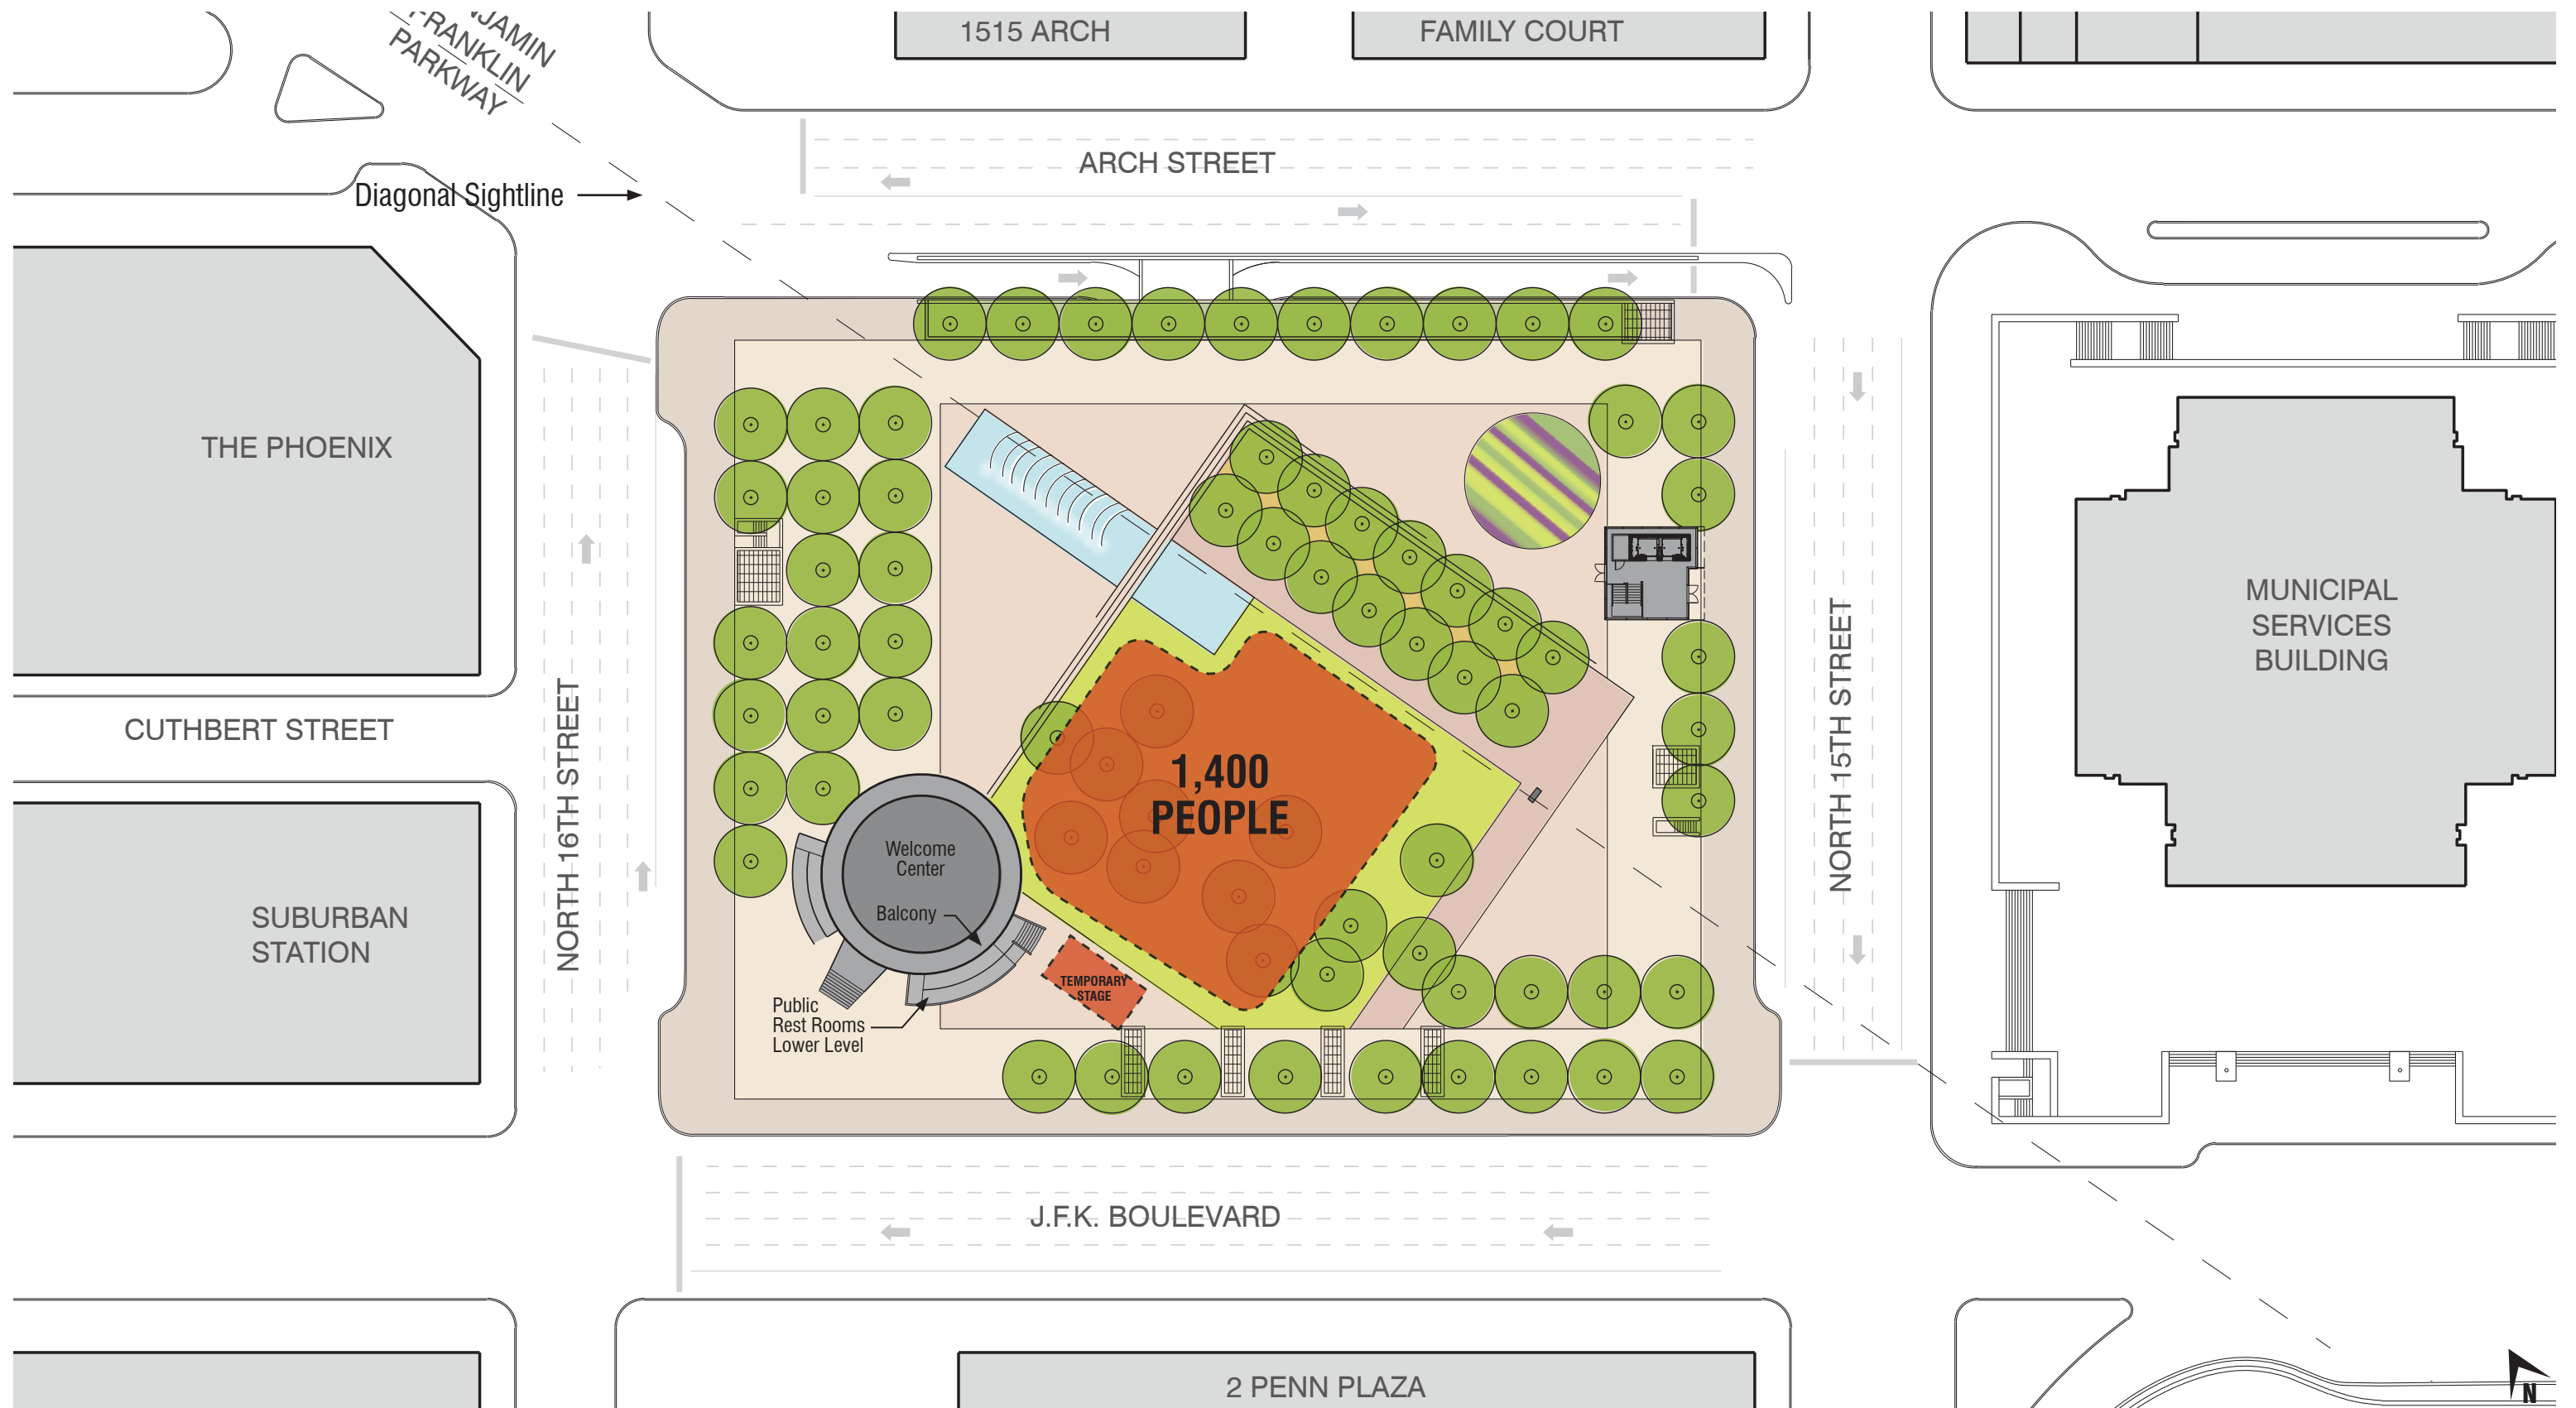 1515 ARCH
FAMILY COURT
FRANKLIN
PARKWAY
ARCH STREET
Diagonal Sightline
THE PHOENIX
MUNICIPAL
SERVICES
BUILDING
NORTH 16TH STREET
NORTH 15TH STREET
CUTHBERT STREET
1,400
PEOPLE
Welcome
Center
Balcony
SUBURBAN
STATION
TEMPORARY
STAGE
Public
Rest Rooms
Lower Level
J.F.K. BOULEVARD
2 PENN PLAZA
N